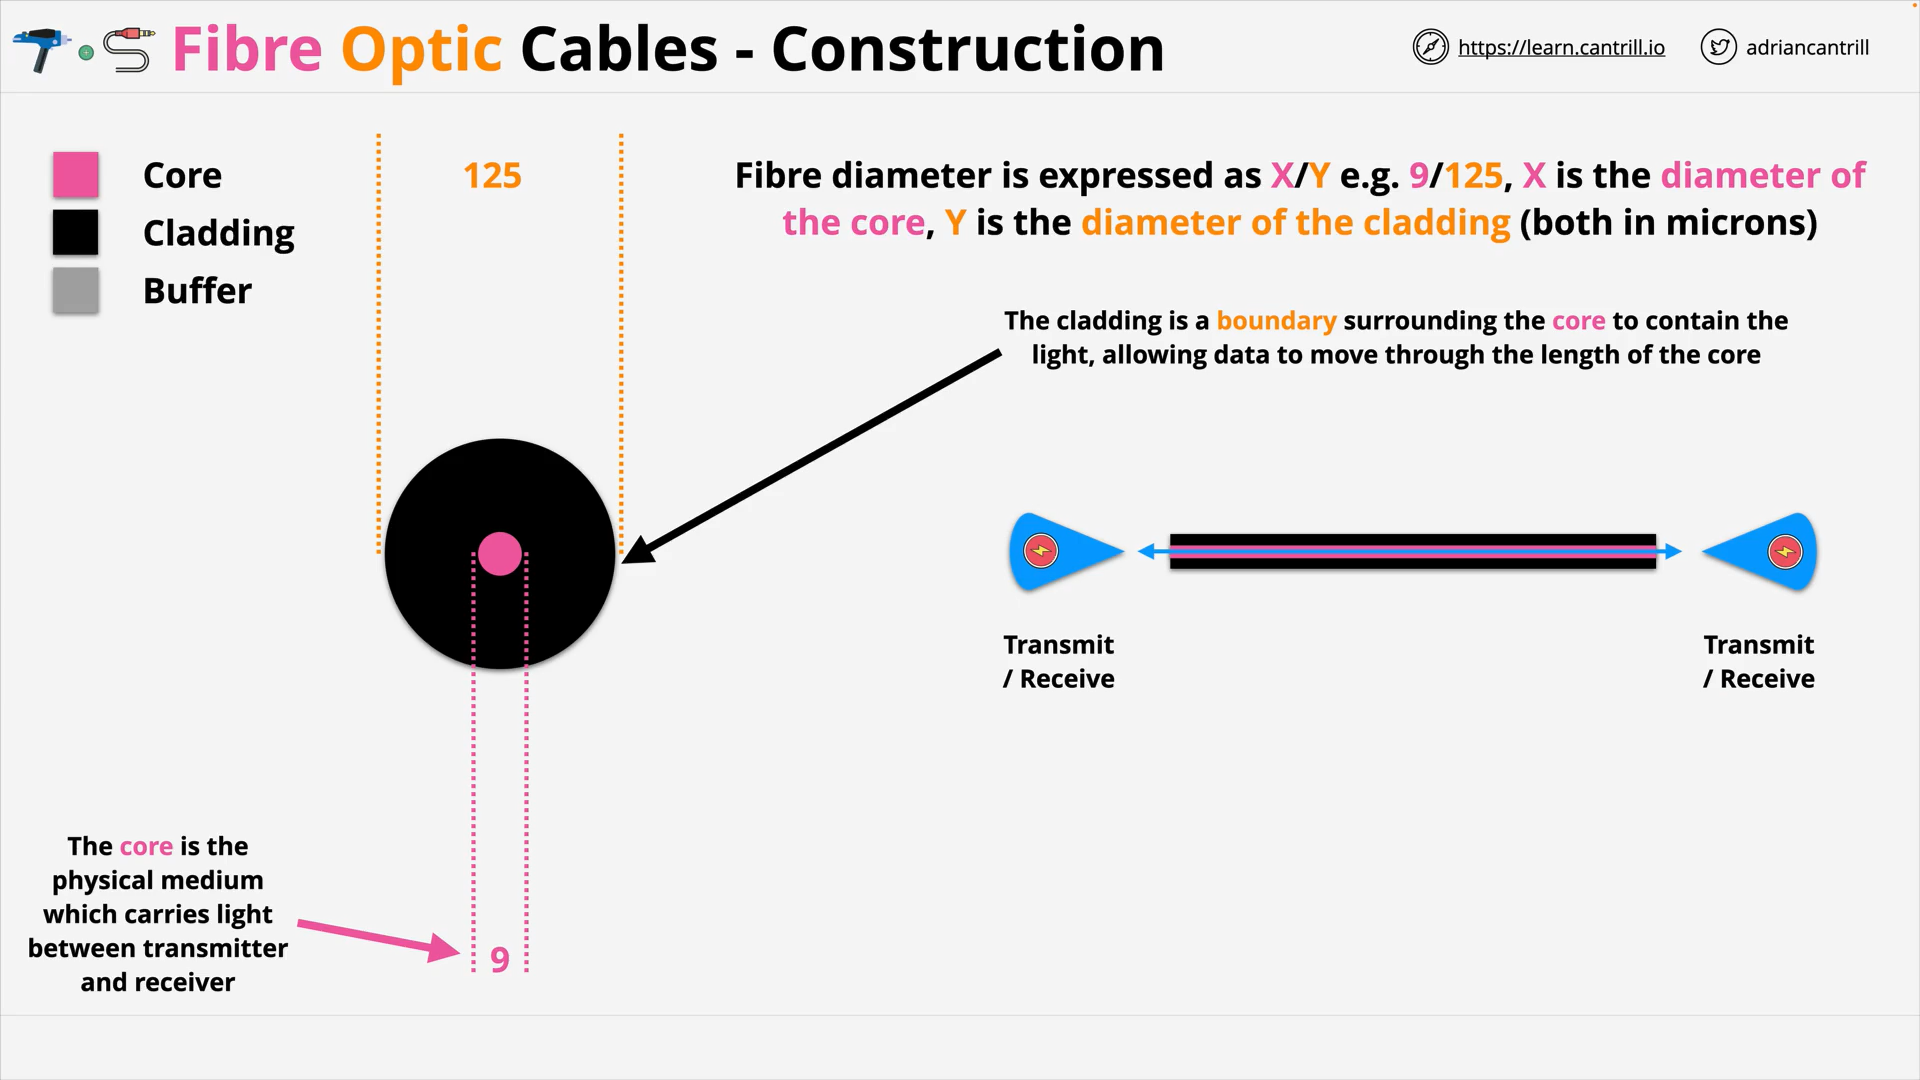 Fibre Optic Cables - Construction
https://learn.cantrill.io
adriancantrill
Core
Cladding
Buffer
125
Fibre diameter is expressed as X/Y e.g. 9/125, X is the diameter of
the core, Y is the diameter of the cladding (both in microns)
The cladding is a boundary surrounding the core to contain the
light, allowing data to move through the length of the core
Transmit
/ Receive
Transmit
/ Receive
The core is the
physical medium
which carries light
between transmitter
and receiver
9